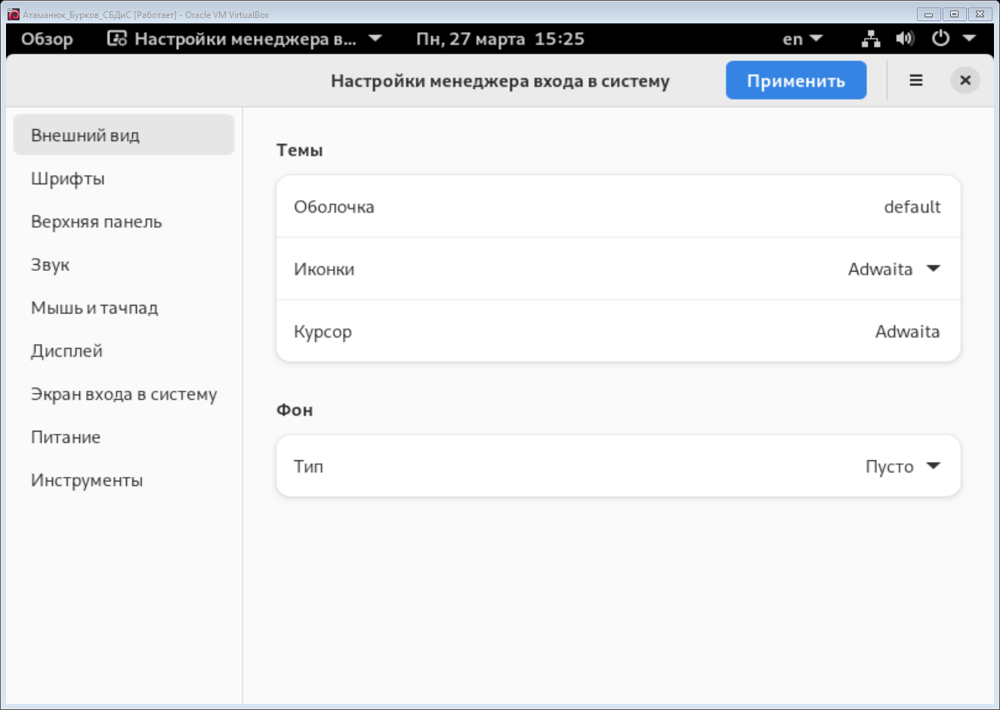 Атаманюк_Бурков_СБДиС [Работает] - Oracle VM VirtualBox
Обзор Настройки менеджера в... Пн, 27 марта 15:25 en
Настройки менеджера входа в систему Применить
Внешний вид
Шрифты
Верхняя панель
Звук
Мышь и тачпад
Дисплей
Экран входа в систему
Питание
Инструменты
Темы
Оболочка default
Иконки Adwaita
Курсор Adwaita
Фон
Тип Пусто